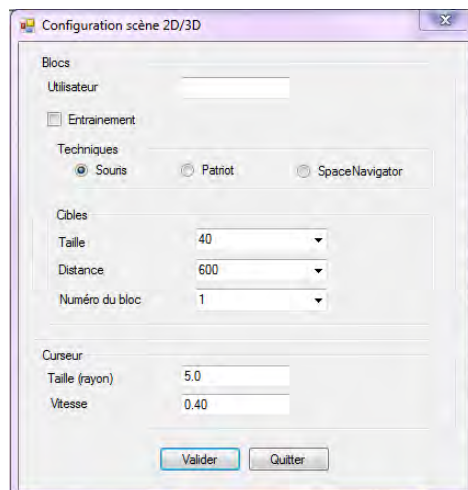 Configuration scène 2D/3D
Blocs
Utilisateur
Entrainement
Techniques
Souris Patriot SpaceNavigator
Cibles
Taille 40
Distance 600
Numéro du bloc 1
Curseur
Taille (rayon) 5.0
Vitesse 0.40
Valider Quitter